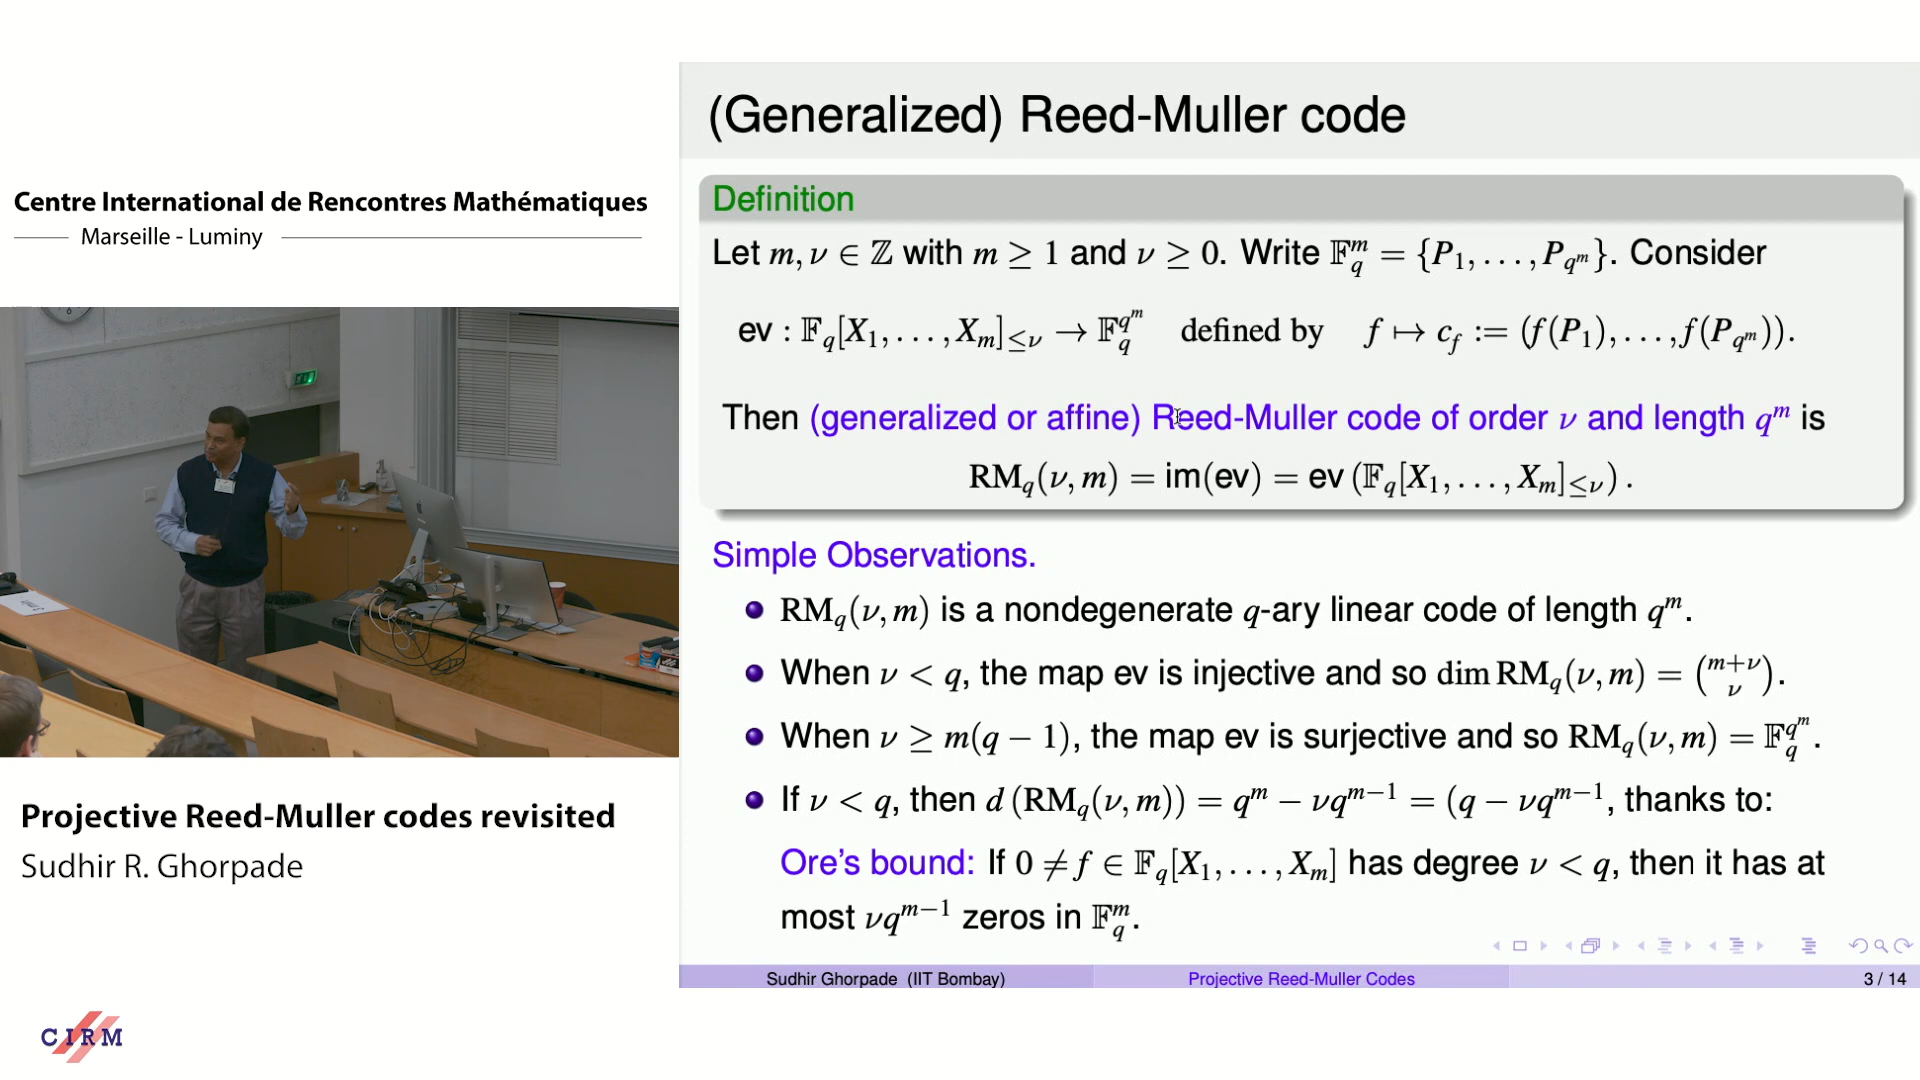 Centre International de Rencontres Mathématiques
Marseille - Luminy
Projective Reed-Muller codes revisited
Sudhir R. Ghorpade
CIRM
(Generalized) Reed-Muller code
Definition
Let m, ν ∈ ℤ with m ≥ 1 and ν ≥ 0. Write 𝔽_q^m = {P_1, . . . , P_{q^m}}. Consider
ev : 𝔽_q[X_1, . . . , X_m]_{≤ν} → 𝔽_q^{q^m} defined by f ↦ c_f := (f(P_1), . . . , f(P_{q^m})).
Then (generalized or affine) Reed-Muller code of order ν and length q^m is
RM_q(ν, m) = im(ev) = ev (𝔽_q[X_1, . . . , X_m]_{≤ν}) .
Simple Observations.
● RM_q(ν, m) is a nondegenerate q-ary linear code of length q^m.
● When ν < q, the map ev is injective and so dim RM_q(ν, m) = \binom{m+ν}{ν}.
● When ν ≥ m(q − 1), the map ev is surjective and so RM_q(ν, m) = 𝔽_q^{q^m}.
● If ν < q, then d (RM_q(ν, m)) = q^m − νq^{m−1} = (q − νq^{m−1}, thanks to:
Ore's bound: If 0 ≠ f ∈ 𝔽_q[X_1, . . . , X_m] has degree ν < q, then it has at
most νq^{m−1} zeros in 𝔽_q^m.
Sudhir Ghorpade (IIT Bombay) Projective Reed-Muller Codes 3 / 14